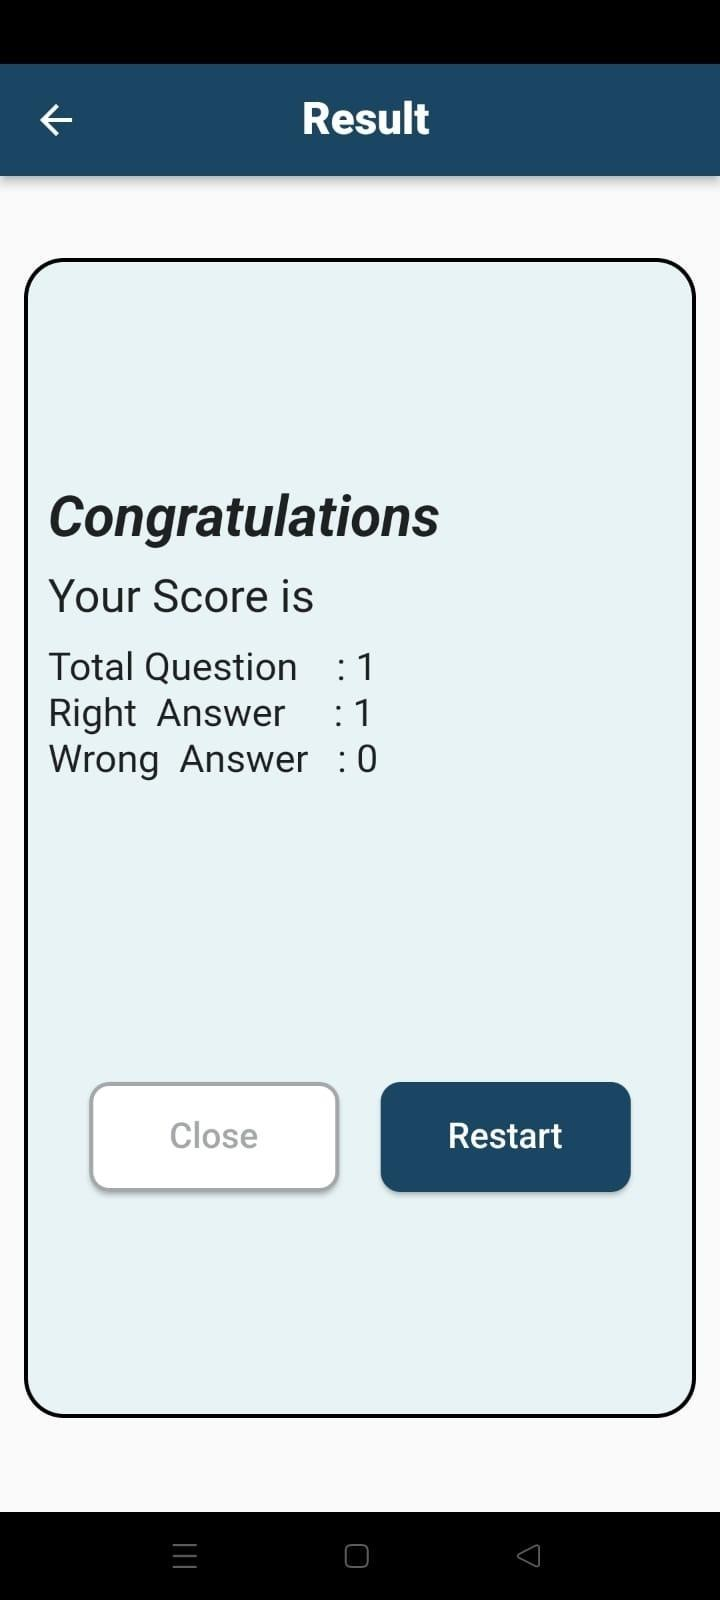 Result
Congratulations
Your Score is
Total Question : 1
Right Answer : 1
Wrong Answer : 0
Close
Restart